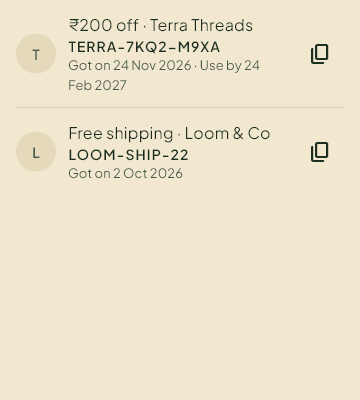 ₹200 off · Terra Threads
T
TERRA-7KQ2-M9XA
Got on 24 Nov 2026 · Use by 24
Feb 2027
Free shipping · Loom & Co
L
LOOM-SHIP-22
Got on 2 Oct 2026